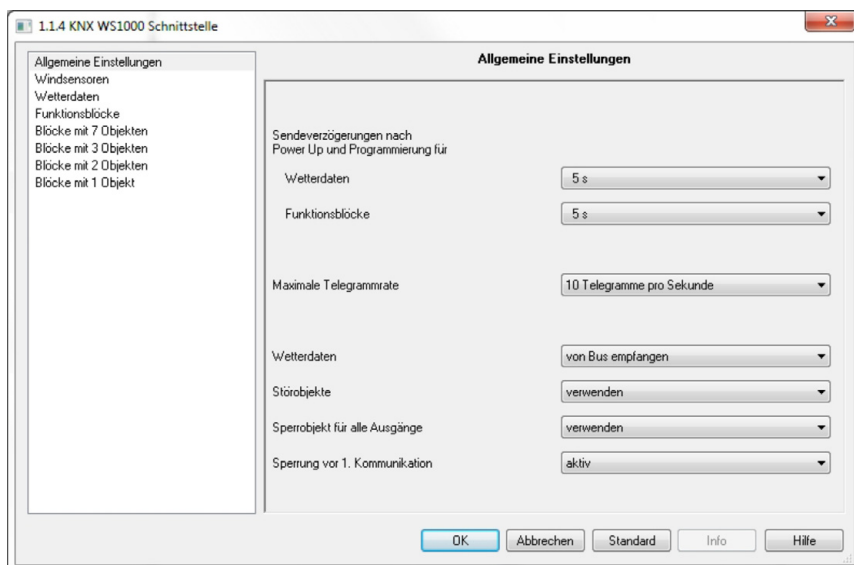 1.1.4 KNX WS1000 Schnittstelle
Allgemeine Einstellungen
Windsensoren
Wetterdaten
Funktionsblöcke
Blöcke mit 7 Objekten
Blöcke mit 3 Objekten
Blöcke mit 2 Objekten
Blöcke mit 1 Objekt
Allgemeine Einstellungen
Sendeverzögerungen nach
Power Up und Programmierung für
Wetterdaten 5 s
Funktionsblöcke 5 s
Maximale Telegrammrate 10 Telegramme pro Sekunde
Wetterdaten von Bus empfangen
Störobjekte verwenden
Sperrobjekt für alle Ausgänge verwenden
Sperrung vor 1. Kommunikation aktiv
OK Abbrechen Standard Info Hilfe